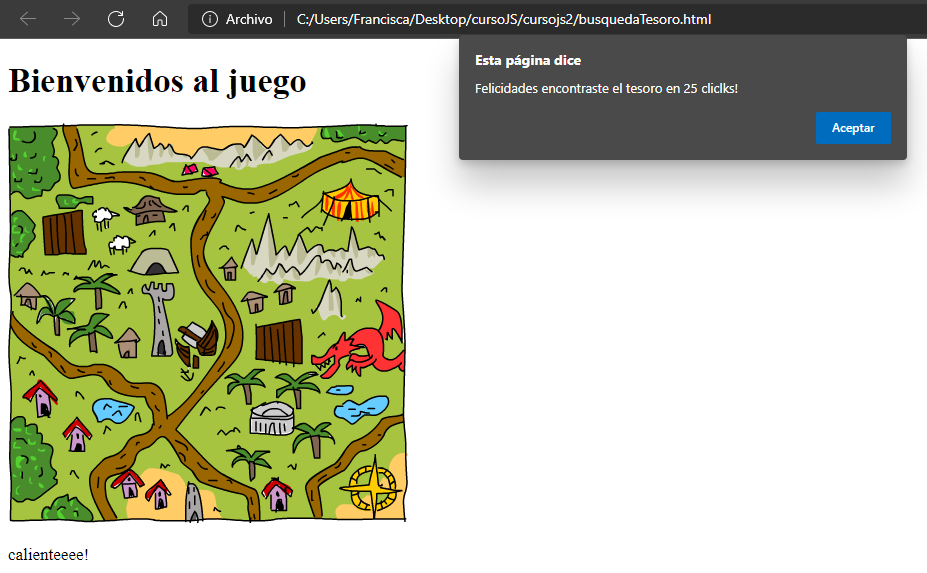 Archivo
C:/Users/Francisca/Desktop/cursoJS/cursojs2/busquedaTesoro.html
Esta página dice
Felicidades encontraste el tesoro en 25 cliclks!
Aceptar
Bienvenidos al juego
calienteeee!